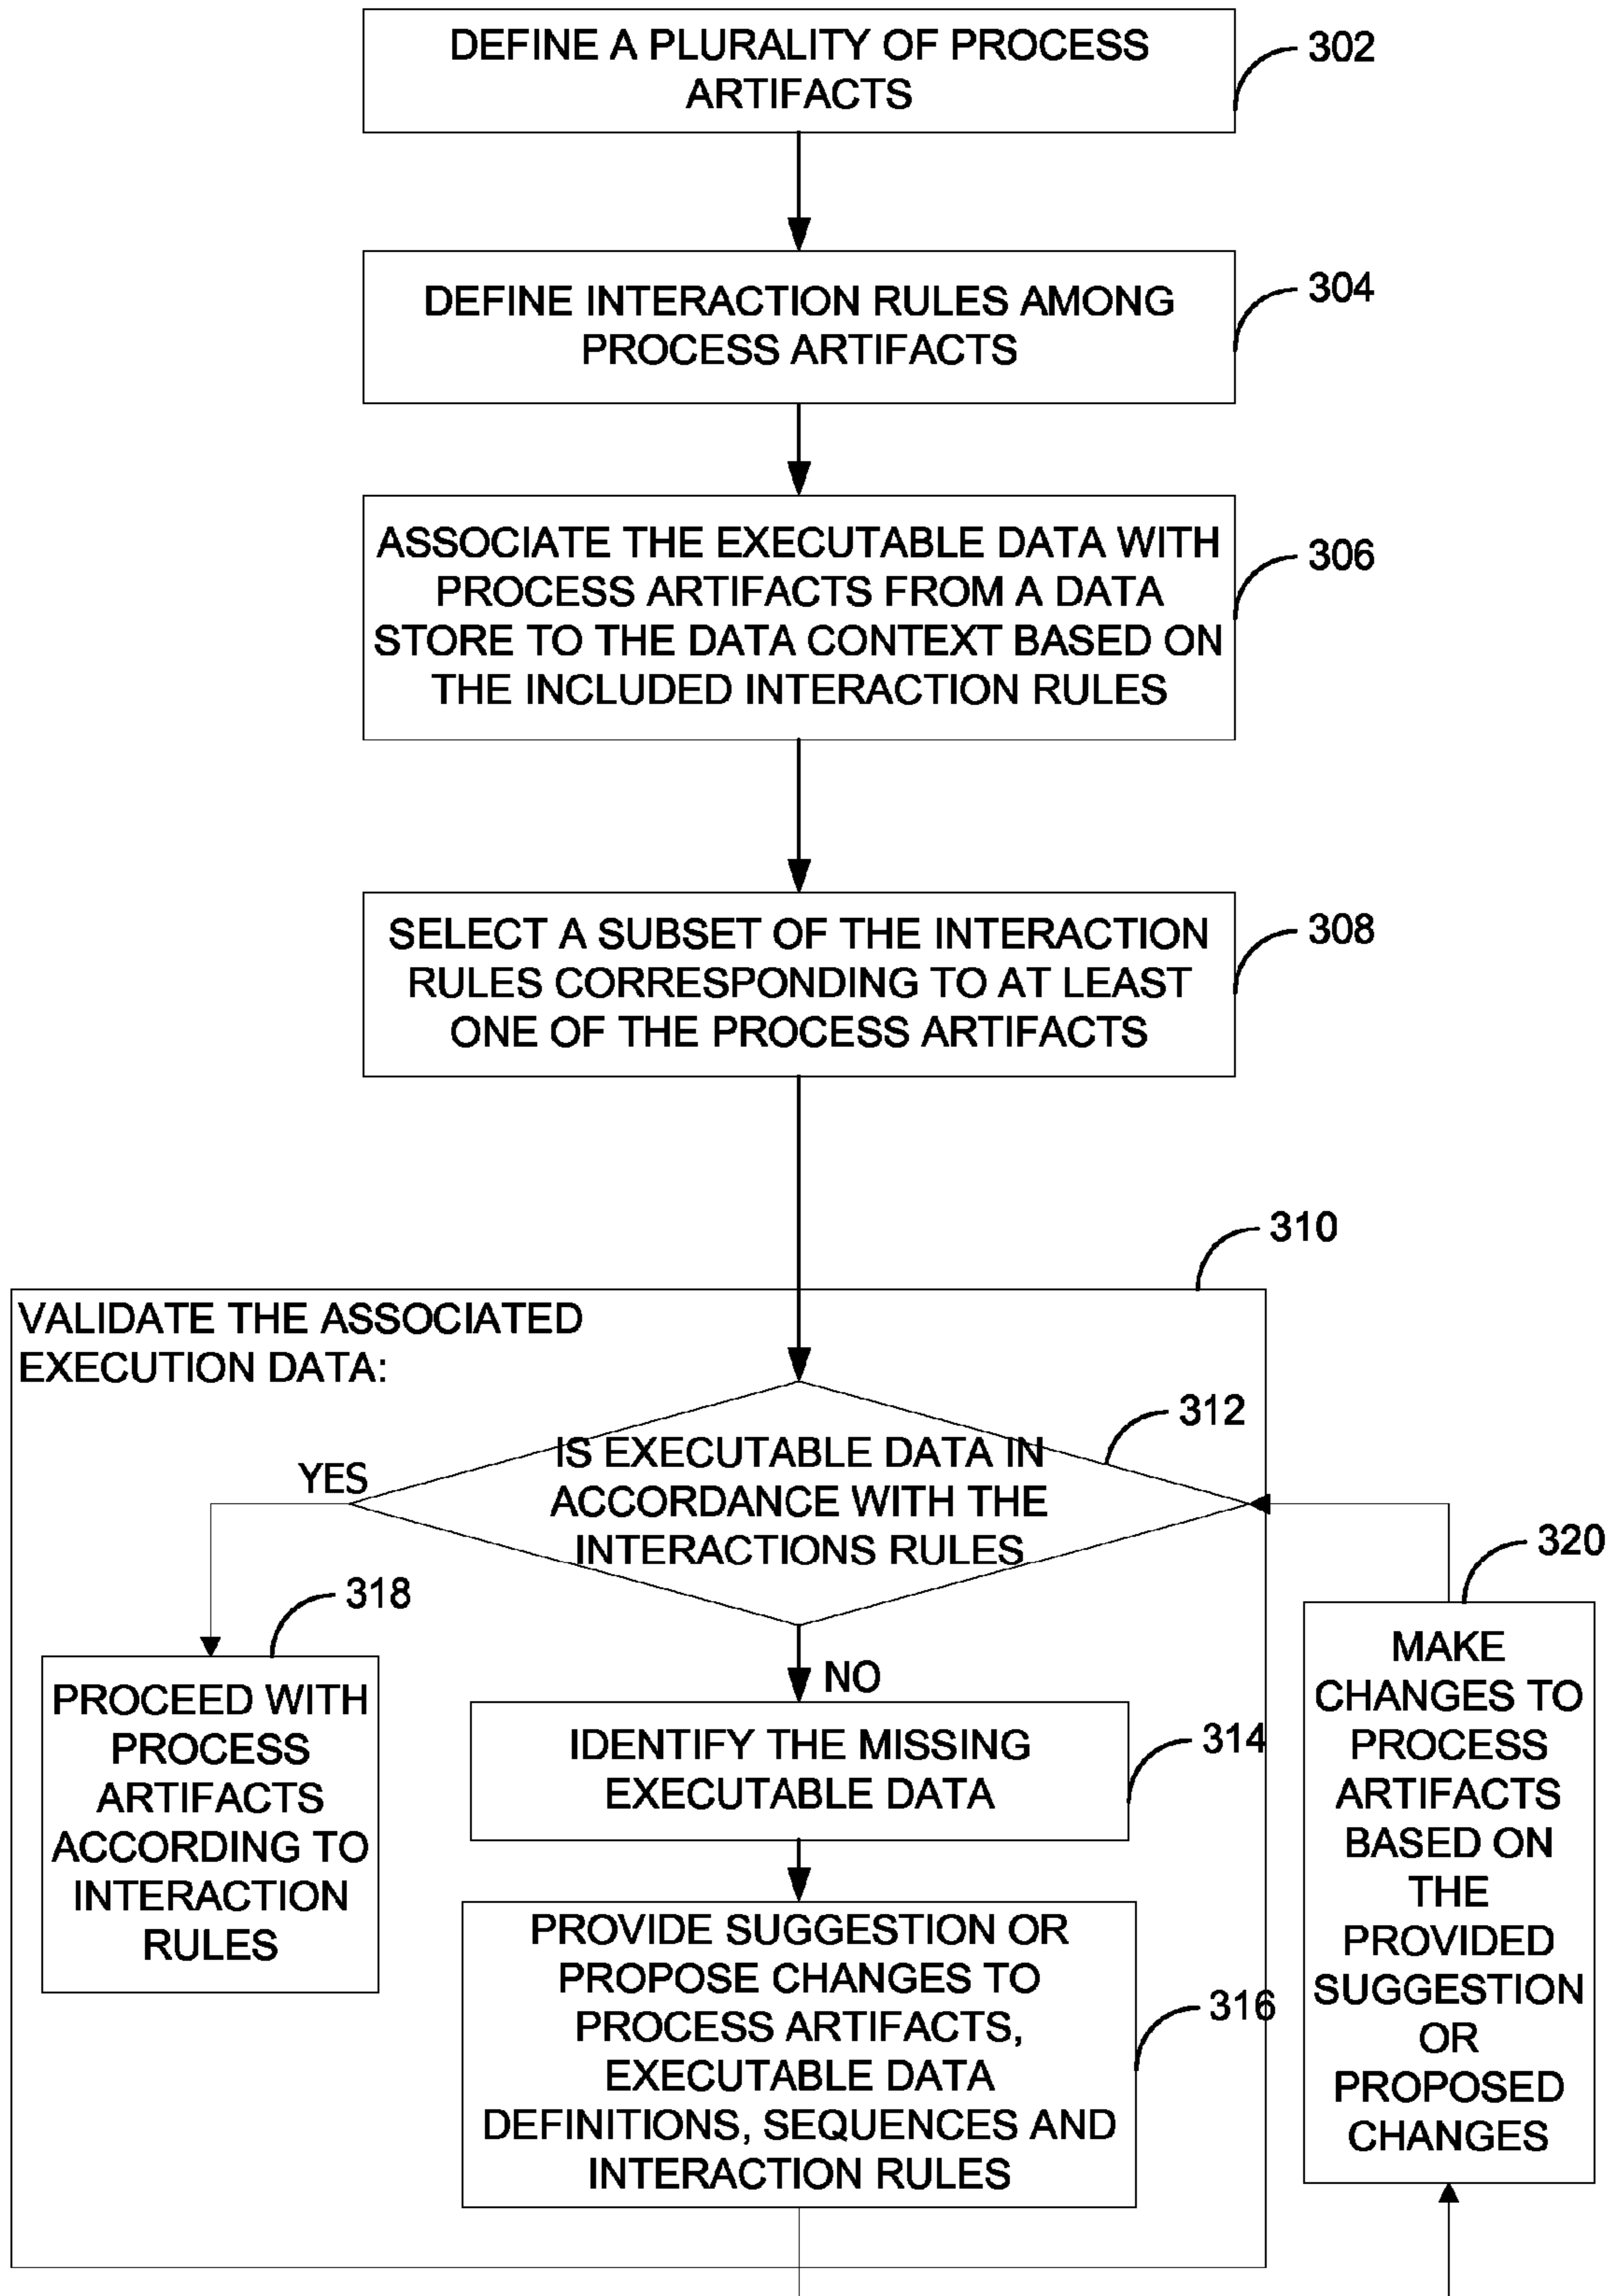 DEFINE A PLURALITY OF PROCESS
ARTIFACTS
302
DEFINE INTERACTION RULES AMONG
PROCESS ARTIFACTS
304
ASSOCIATE THE EXECUTABLE DATA WITH
PROCESS ARTIFACTS FROM A DATA
STORE TO THE DATA CONTEXT BASED ON
THE INCLUDED INTERACTION RULES
306
SELECT A SUBSET OF THE INTERACTION
RULES CORRESPONDING TO AT LEAST
ONE OF THE PROCESS ARTIFACTS
308
310
VALIDATE THE ASSOCIATED
EXECUTION DATA:
312
IS EXECUTABLE DATA IN
ACCORDANCE WITH THE
INTERACTIONS RULES
YES
318
PROCEED WITH
PROCESS
ARTIFACTS
ACCORDING TO
INTERACTION
RULES
NO
IDENTIFY THE MISSING
EXECUTABLE DATA
314
PROVIDE SUGGESTION OR
PROPOSE CHANGES TO
PROCESS ARTIFACTS,
EXECUTABLE DATA
DEFINITIONS, SEQUENCES AND
INTERACTION RULES
316
320
MAKE
CHANGES TO
PROCESS
ARTIFACTS
BASED ON
THE
PROVIDED
SUGGESTION
OR
PROPOSED
CHANGES